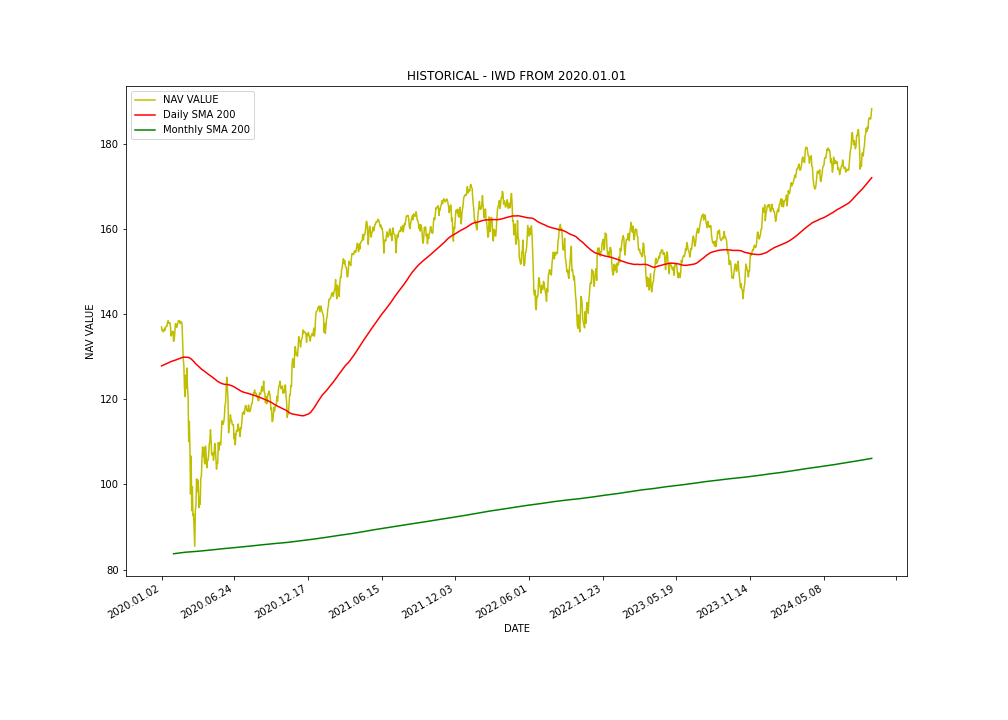 HISTORICAL - IWD FROM 2020.01.01
NAV VALUE
Daily SMA 200
Monthly SMA 200
NAV VALUE
180
160
140
120
100
80
2020.01.02
2020.06.24
2020.12.17
2021.06.15
2021.12.03
2022.06.01
2022.11.23
2023.05.19
2023.11.14
2024.05.08
DATE